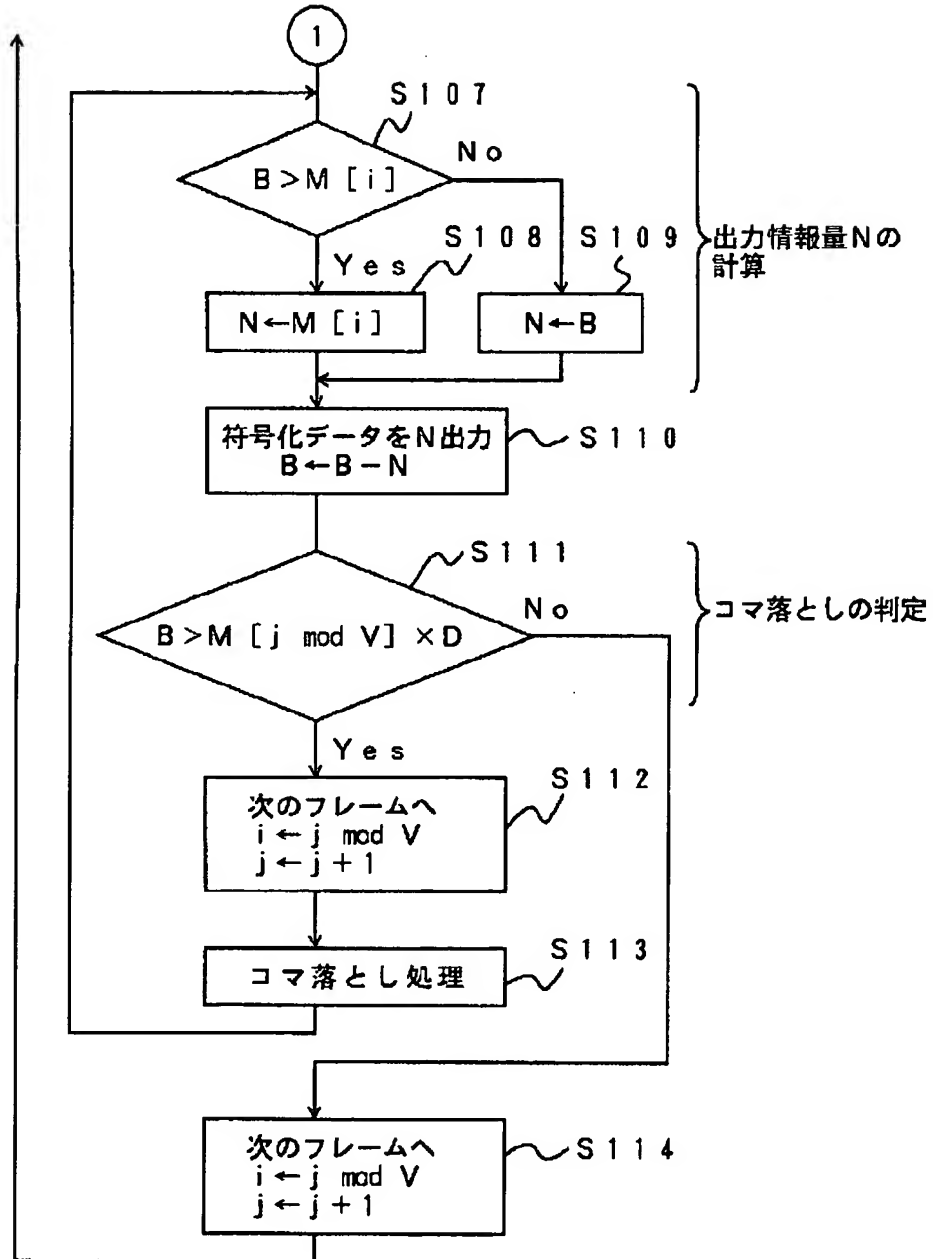 1
S107
B>M[i]
No
Yes
S108
S109
出力情報量Nの
計算
N←M[i]
N←B
符号化データをN出力
B←B-N
S110
S111
B>M[j mod V]×D
No
コマ落としの判定
Yes
S112
次のフレームへ
i←j mod V
j←j+1
S113
コマ落とし処理
次のフレームへ
i←j mod V
j←j+1
S114